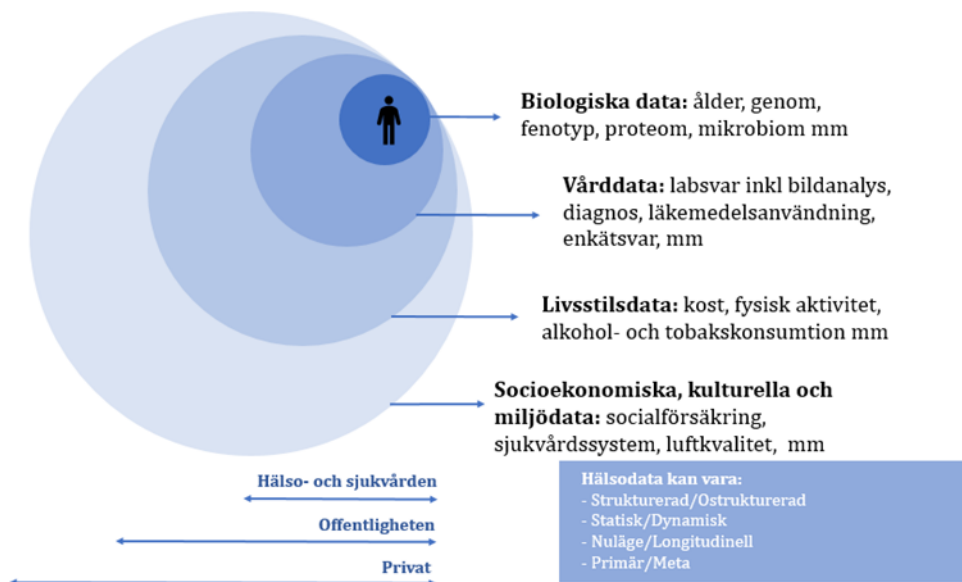 Biologiska data: ålder, genom,
fenotyp, proteom, mikrobiom mm
Vårddata: labsvar inkl bildanalys,
diagnos, läkemedelsanvändning,
enkätsvar, mm
Livsstilsdata: kost, fysisk aktivitet,
alkohol- och tobakskonsumtion mm
Socioekonomiska, kulturella och
miljödata: socialförsäkring,
sjukvårdssystem, luftkvalitet, mm
Hälso- och sjukvården
Offentligheten
Privat
Hälsodata kan vara:
- Strukturerad/Ostrukturerad
- Statisk/Dynamisk
- Nuläge/Longitudinell
- Primär/Meta